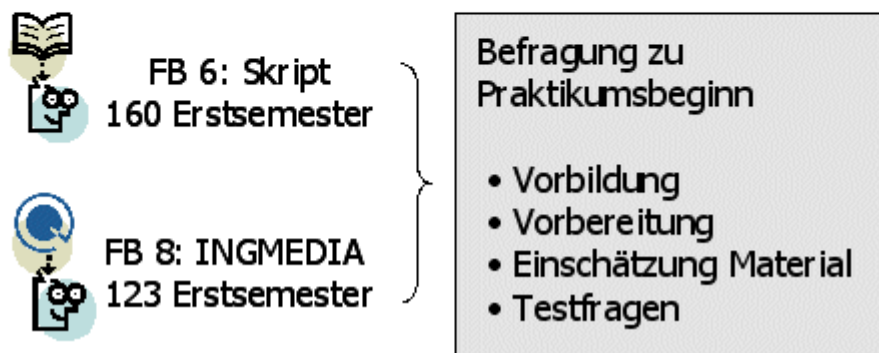 FB 6: Skript
160 Erstsemester
FB 8: INGMEDIA
123 Erstsemester
Befragung zu
Praktikumsbeginn
• Vorbildung
• Vorbereitung
• Einschätzung Material
• Testfragen